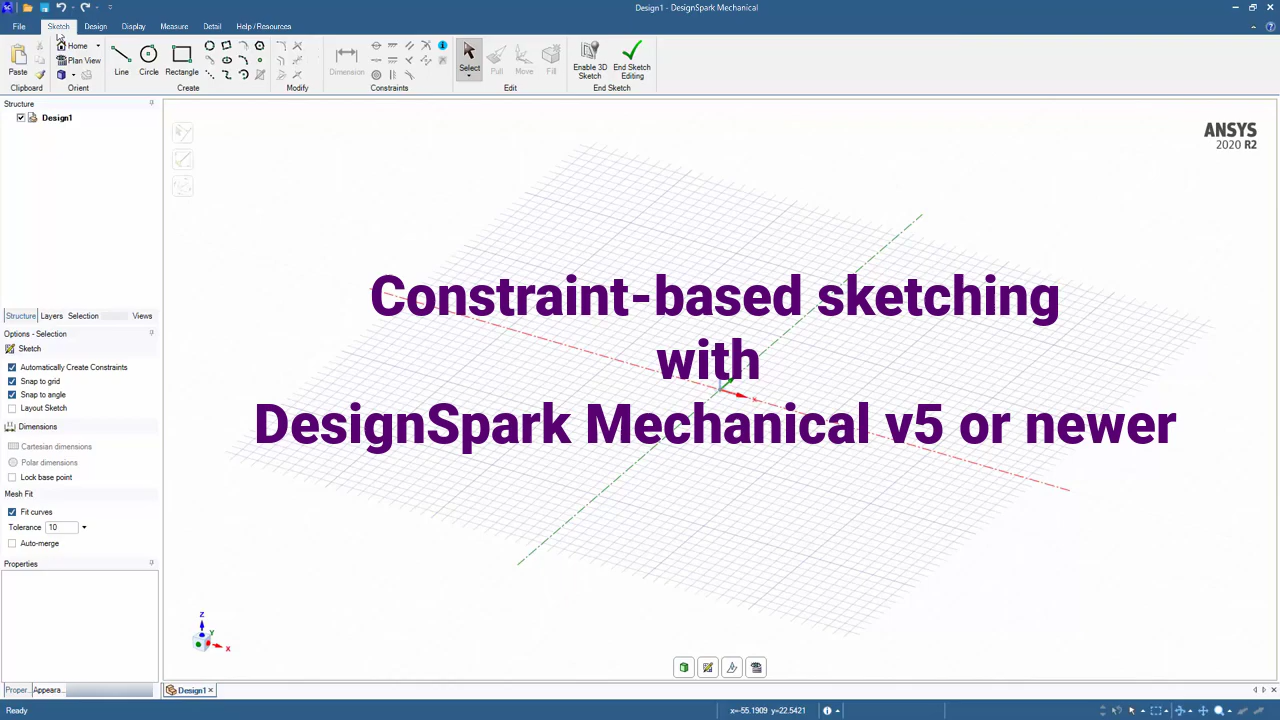 Design1 - DesignSpark Mechanical
File Sketch Design Display Measure Detail Help / Resources
Paste
Home
Plan View
Line Circle Rectangle
Dimension
Select Pull Move Fill
Enable 3D Sketch
End Sketch Editing
Clipboard Orient Create Modify Constraints Edit End Sketch
Structure
Design1
ANSYS
2020 R2
Constraint-based sketching
with
DesignSpark Mechanical v5 or newer
Structure Layers Selection Views
Options - Selection
Sketch
Automatically Create Constraints
Snap to grid
Snap to angle
Layout Sketch
Dimensions
Cartesian dimensions
Polar dimensions
Lock base point
Mesh Fit
Fit curves
Tolerance 10
Auto-merge
Properties
Z
Y
X
Proper... Appeara...
Design1
Ready
x=-55.1909 y=22.5421